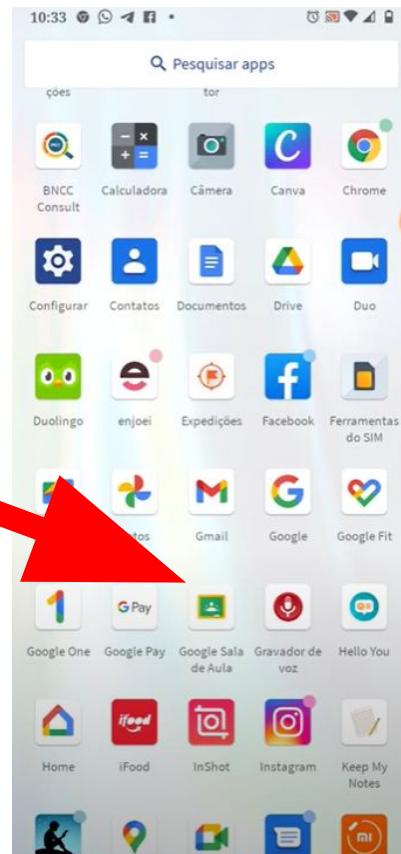 10:33
Pesquisar apps
ções
tor
BNCC
Consult
Calculadora
Câmera
Canva
Chrome
Configurar
Contatos
Documentos
Drive
Duo
Duolingo
enjoei
Expedições
Facebook
Ferramentas
do SIM
Gmail
Google
Google Fit
G Pay
Google One
Google Pay
Google Sala
de Aula
Gravador de
voz
Hello You
ifood
Home
iFood
InShot
Instagram
Keep My
Notes